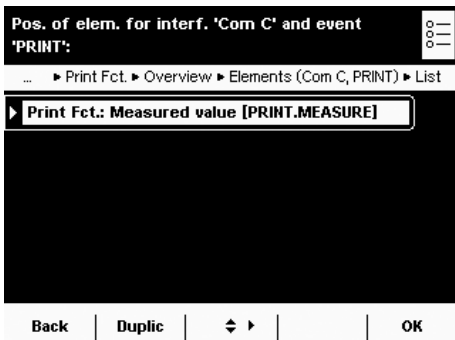 Pos. of elem. for interf. 'Com C' and event
'PRINT':
... ▸ Print Fct. ▸ Overview ▸ Elements (Com C, PRINT) ▸ List
Print Fct.: Measured value [PRINT.MEASURE]
Back Duplic OK